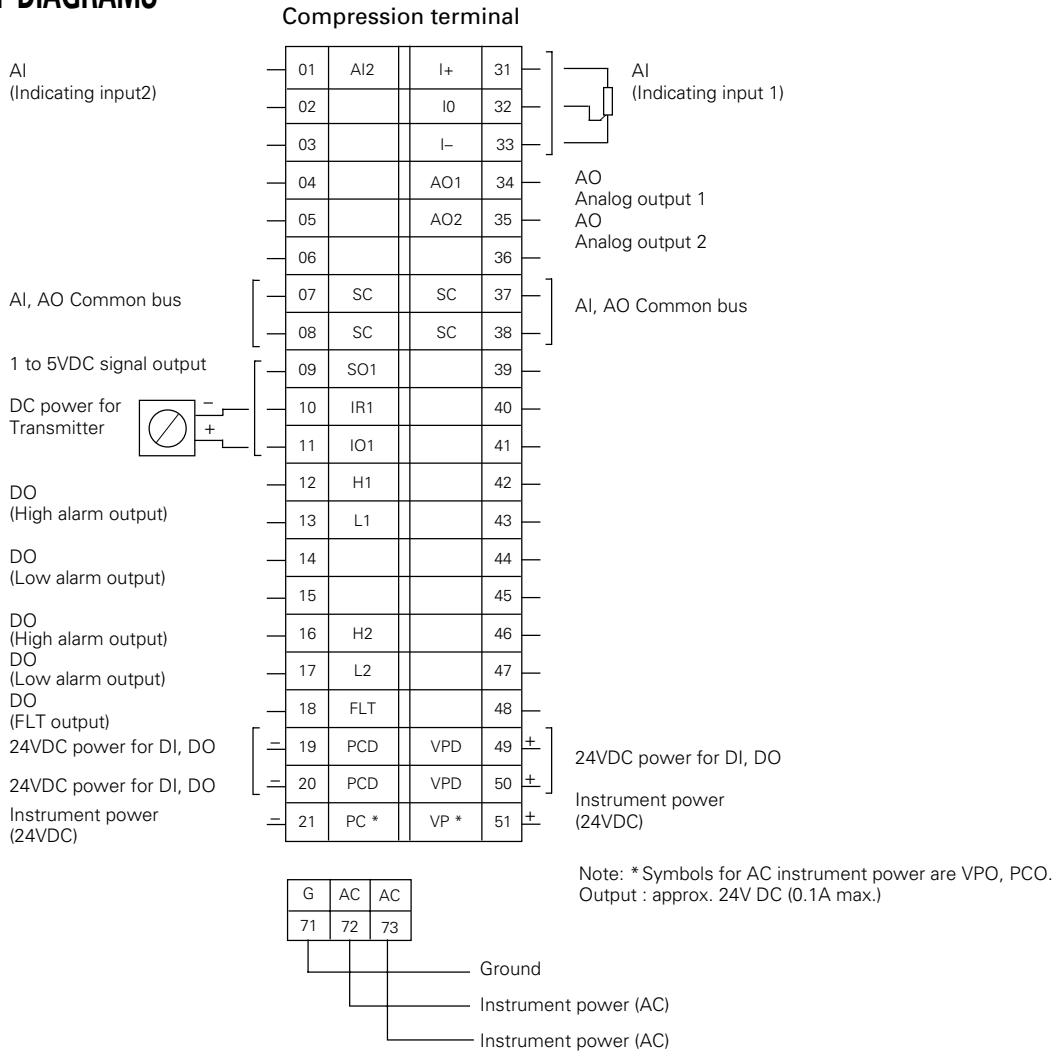 DIAGRAMS
Compression terminal
AI
(Indicating input2)
AI, AO Common bus
1 to 5VDC signal output
DC power for
Transmitter
–
+
DO
(High alarm output)
DO
(Low alarm output)
DO
(High alarm output)
DO
(Low alarm output)
DO
(FLT output)
24VDC power for DI, DO
24VDC power for DI, DO
Instrument power
(24VDC)
01 AI2 I+ 31
02 I0 32
03 I– 33
04 AO1 34
05 AO2 35
06 36
07 SC SC 37
08 SC SC 38
09 SO1 39
10 IR1 40
11 IO1 41
12 H1 42
13 L1 43
14 44
15 45
16 H2 46
17 L2 47
18 FLT 48
– 19 PCD VPD 49 +
– 20 PCD VPD 50 +
– 21 PC * VP * 51 +
AI
(Indicating input 1)
AO
Analog output 1
AO
Analog output 2
AI, AO Common bus
24VDC power for DI, DO
Instrument power
(24VDC)
Note: * Symbols for AC instrument power are VPO, PCO.
Output : approx. 24V DC (0.1A max.)
G AC AC
71 72 73
Ground
Instrument power (AC)
Instrument power (AC)